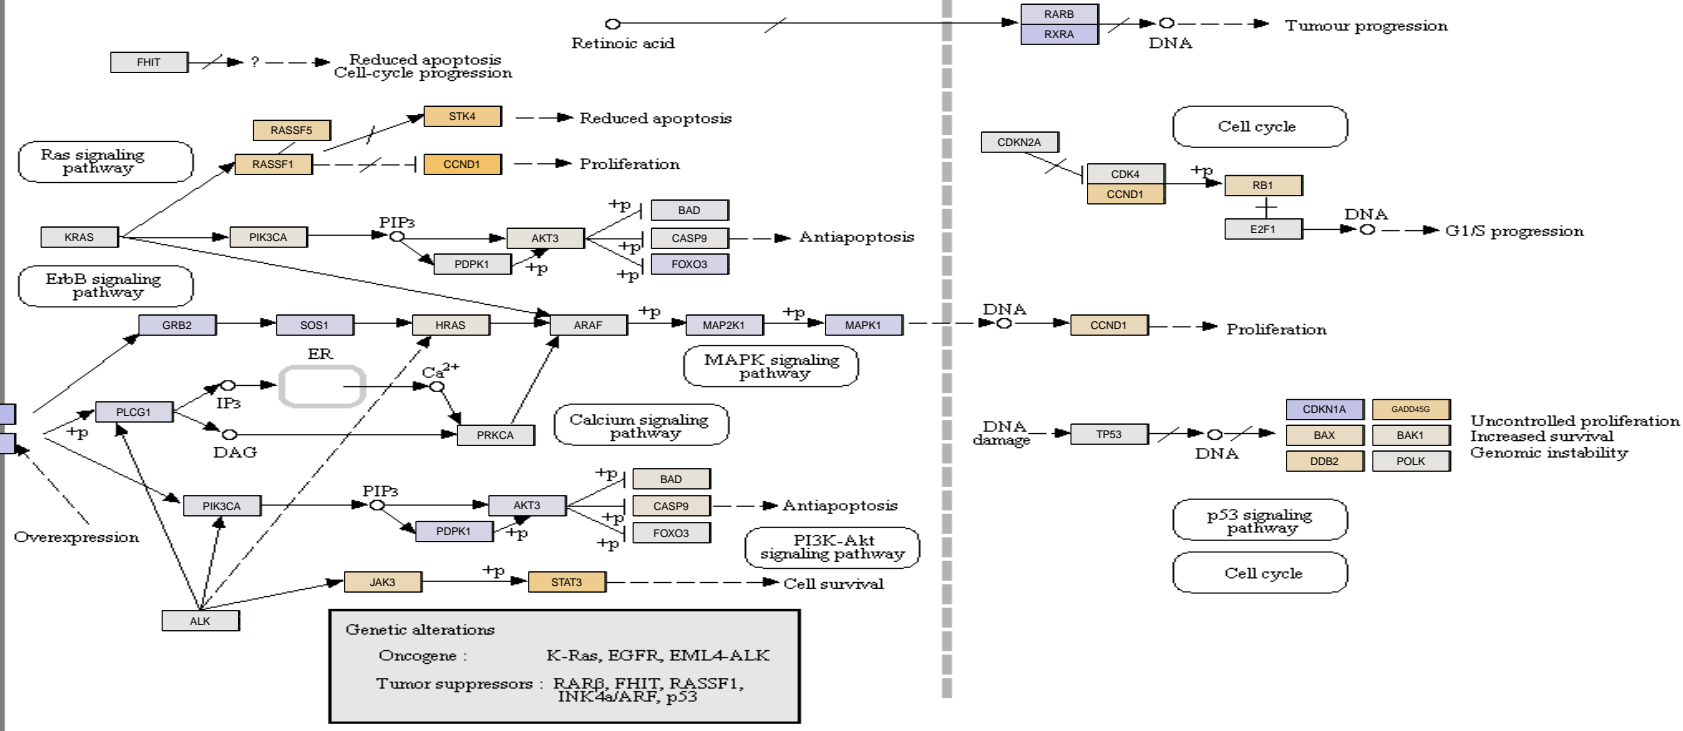 RARB
RXRA
Retinoic acid
DNA
Tumour progression
FHIT
?
Reduced apoptosis
Cell-cycle progression
RASSF5
STK4
Reduced apoptosis
Ras signaling
pathway
RASSF1
CCND1
Proliferation
Cell cycle
CDKN2A
CDK4
CCND1
+p
RB1
E2F1
DNA
G1/S progression
KRAS
PIK3CA
PIP3
AKT3
PDPK1
+p
+p
+p
+p
BAD
CASP9
FOXO3
Antiapoptosis
ErbB signaling
pathway
GRB2
SOS1
HRAS
ARAF
+p
MAP2K1
+p
MAPK1
DNA
CCND1
Proliferation
MAPK signaling
pathway
ER
Ca2+
IP3
PLCG1
+p
DAG
PRKCA
Calcium signaling
pathway
DNA
damage
TP53
DNA
CDKN1A
GADD45G
BAX
BAK1
DDB2
POLK
Uncontrolled proliferation
Increased survival
Genomic instability
PIK3CA
PIP3
AKT3
PDPK1
+p
+p
+p
+p
BAD
CASP9
FOXO3
Antiapoptosis
PI3K-Akt
signaling pathway
p53 signaling
pathway
Cell cycle
Overexpression
JAK3
+p
STAT3
Cell survival
ALK
Genetic alterations
Oncogene : K-Ras, EGFR, EML4-ALK
Tumor suppressors : RARβ, FHIT, RASSF1,
INK4a/ARF, p53